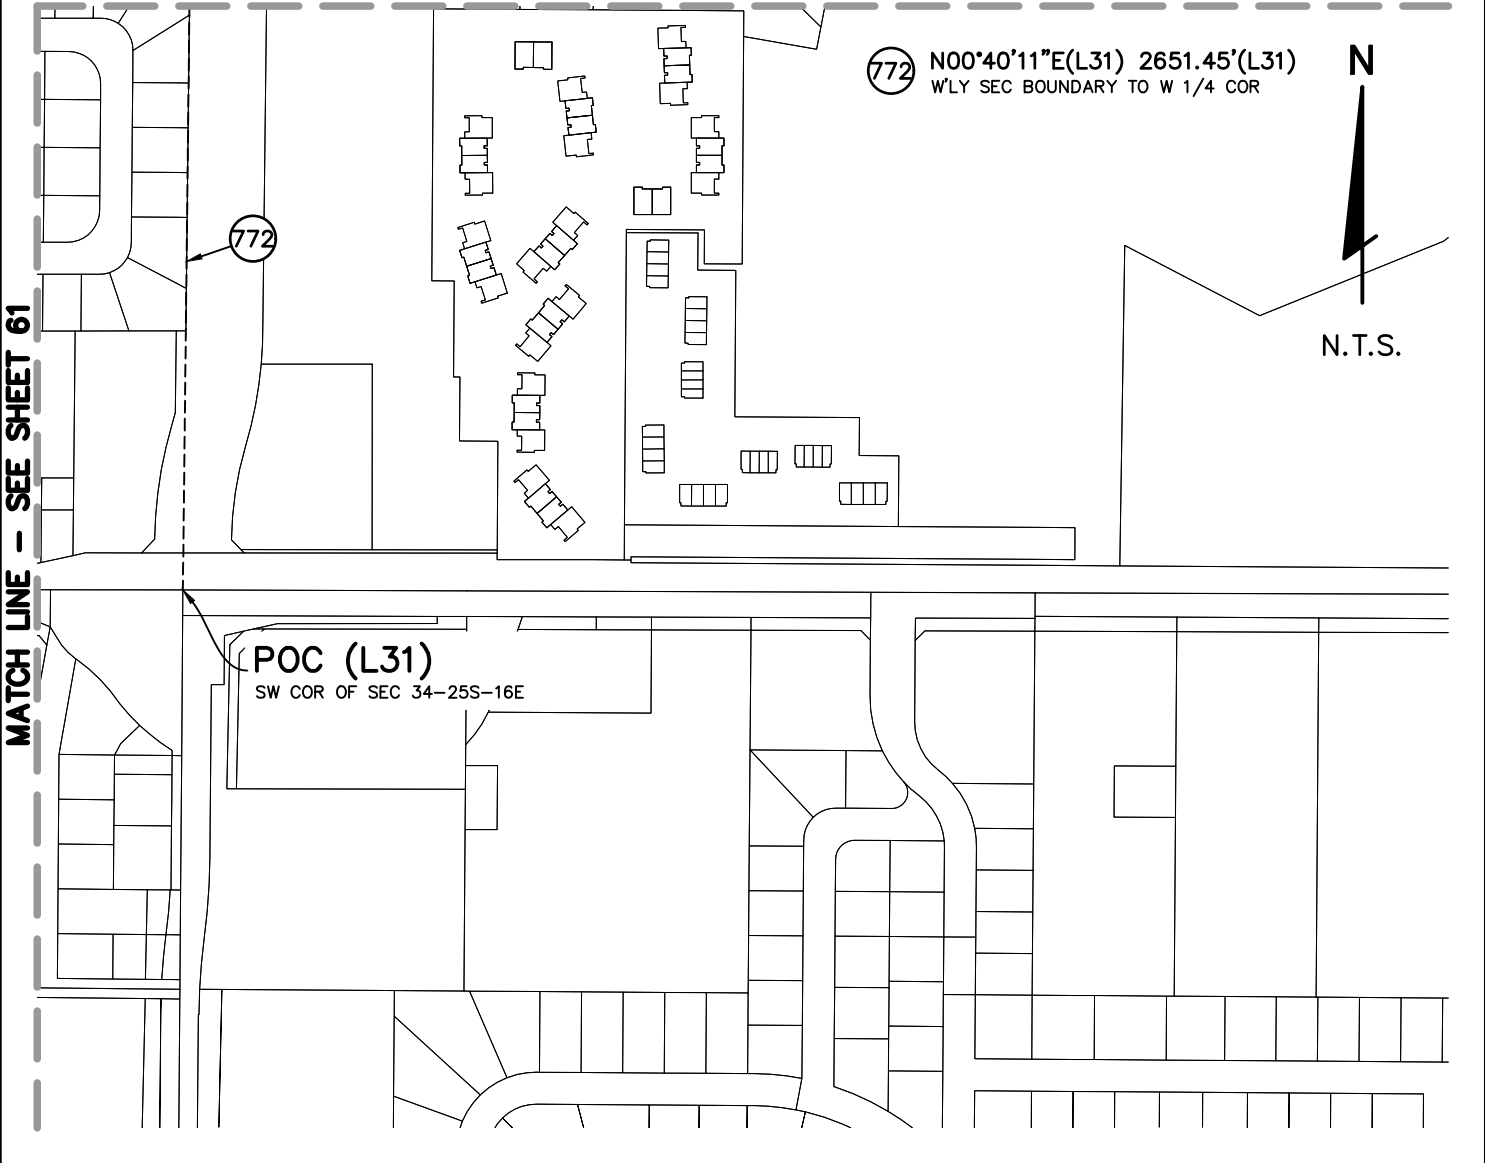 772 N00°40'11"E(L31) 2651.45'(L31)
W'LY SEC BOUNDARY TO W 1/4 COR
N
N.T.S.
772
MATCH LINE - SEE SHEET 61
POC (L31)
SW COR OF SEC 34-25S-16E